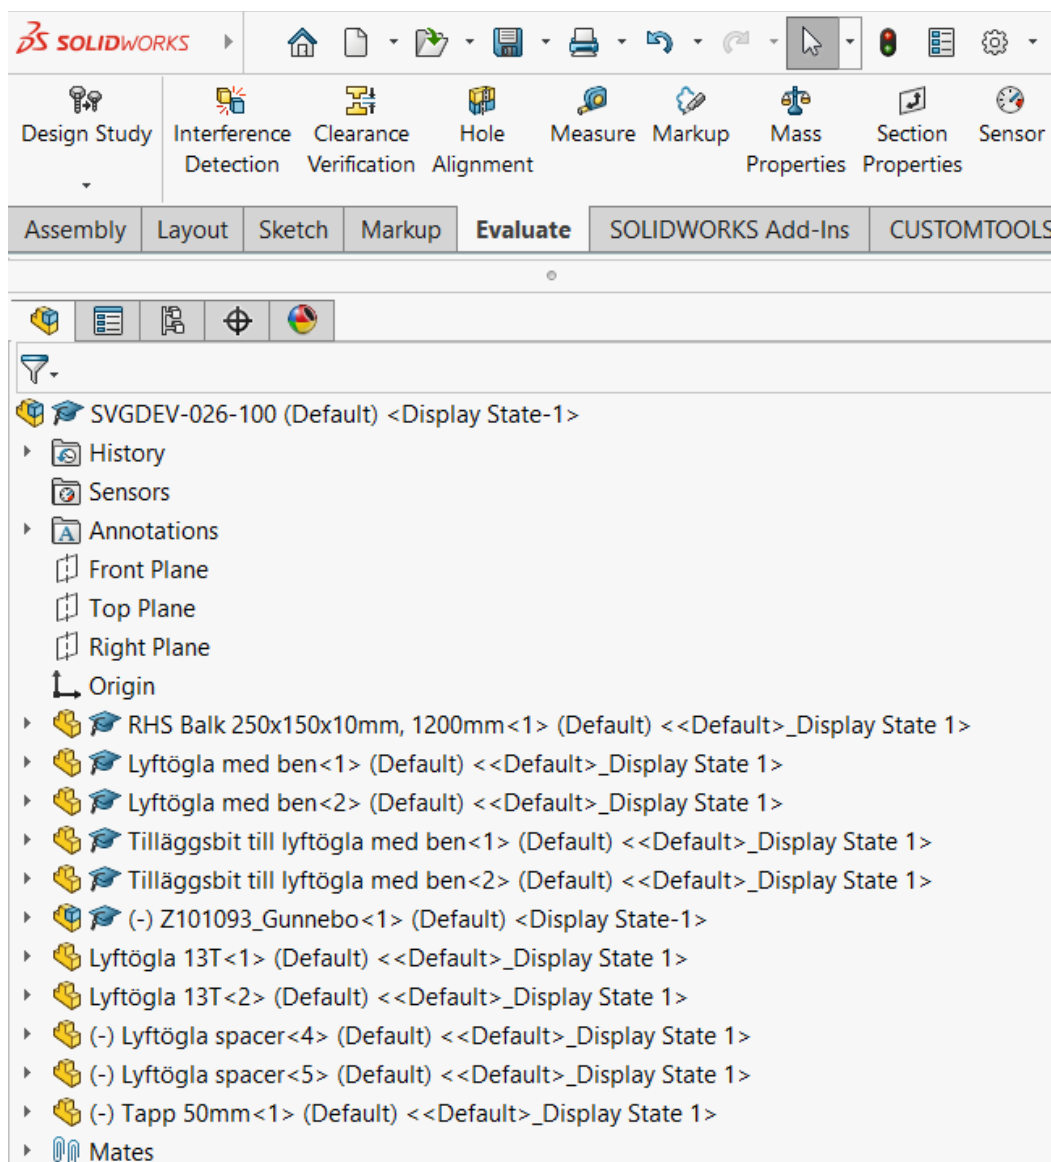 SOLIDWORKS
Design Study
Interference Detection
Clearance Verification
Hole Alignment
Measure
Markup
Mass Properties
Section Properties
Sensor
Assembly Layout Sketch Markup Evaluate SOLIDWORKS Add-Ins CUSTOMTOOLS
SVGDEV-026-100 (Default) <Display State-1>
History
Sensors
Annotations
Front Plane
Top Plane
Right Plane
Origin
RHS Balk 250x150x10mm, 1200mm<1> (Default) <<Default>_Display State 1>
Lyftögla med ben<1> (Default) <<Default>_Display State 1>
Lyftögla med ben<2> (Default) <<Default>_Display State 1>
Tilläggsbit till lyftögla med ben<1> (Default) <<Default>_Display State 1>
Tilläggsbit till lyftögla med ben<2> (Default) <<Default>_Display State 1>
(-) Z101093_Gunnebo<1> (Default) <Display State-1>
Lyftögla 13T<1> (Default) <<Default>_Display State 1>
Lyftögla 13T<2> (Default) <<Default>_Display State 1>
(-) Lyftögla spacer<4> (Default) <<Default>_Display State 1>
(-) Lyftögla spacer<5> (Default) <<Default>_Display State 1>
(-) Tapp 50mm<1> (Default) <<Default>_Display State 1>
Mates